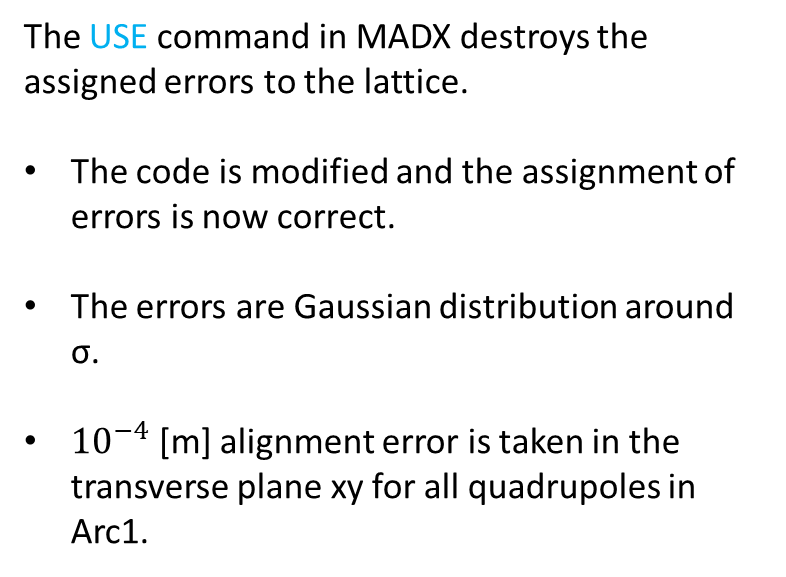 The USE command in MADX destroys the
assigned errors to the lattice.
• The code is modified and the assignment of
errors is now correct.
• The errors are Gaussian distribution around
σ.
• 10⁻⁴ [m] alignment error is taken in the
transverse plane xy for all quadrupoles in
Arc1.